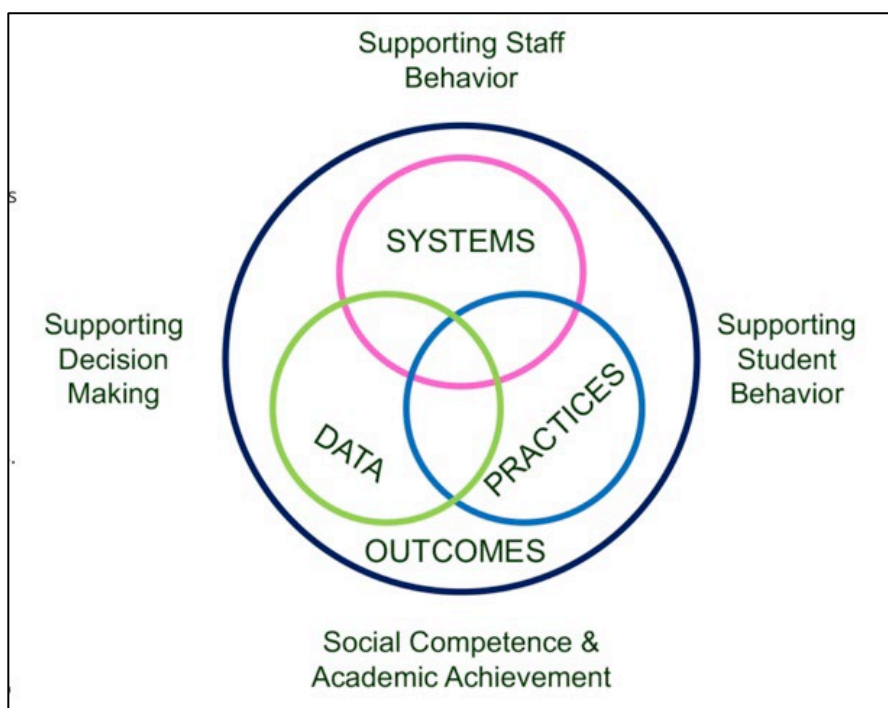 Supporting Staff
Behavior
s
SYSTEMS
Supporting
Decision
Making
Supporting
Student
Behavior
DATA
PRACTICES
OUTCOMES
Social Competence &
Academic Achievement